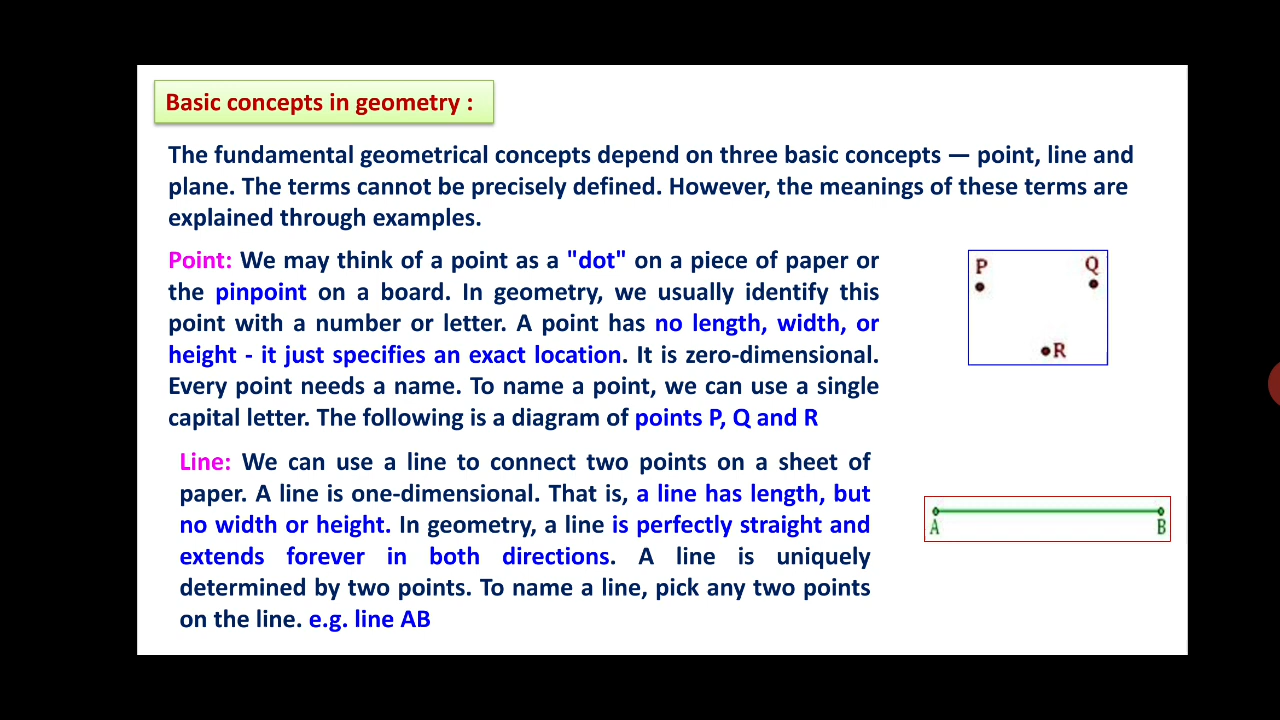 Basic concepts in geometry :
The fundamental geometrical concepts depend on three basic concepts — point, line and
plane. The terms cannot be precisely defined. However, the meanings of these terms are
explained through examples.
Point: We may think of a point as a "dot" on a piece of paper or
the pinpoint on a board. In geometry, we usually identify this
point with a number or letter. A point has no length, width, or
height - it just specifies an exact location. It is zero-dimensional.
Every point needs a name. To name a point, we can use a single
capital letter. The following is a diagram of points P, Q and R
P Q
R
Line: We can use a line to connect two points on a sheet of
paper. A line is one-dimensional. That is, a line has length, but
no width or height. In geometry, a line is perfectly straight and
extends forever in both directions. A line is uniquely
determined by two points. To name a line, pick any two points
on the line. e.g. line AB
A B